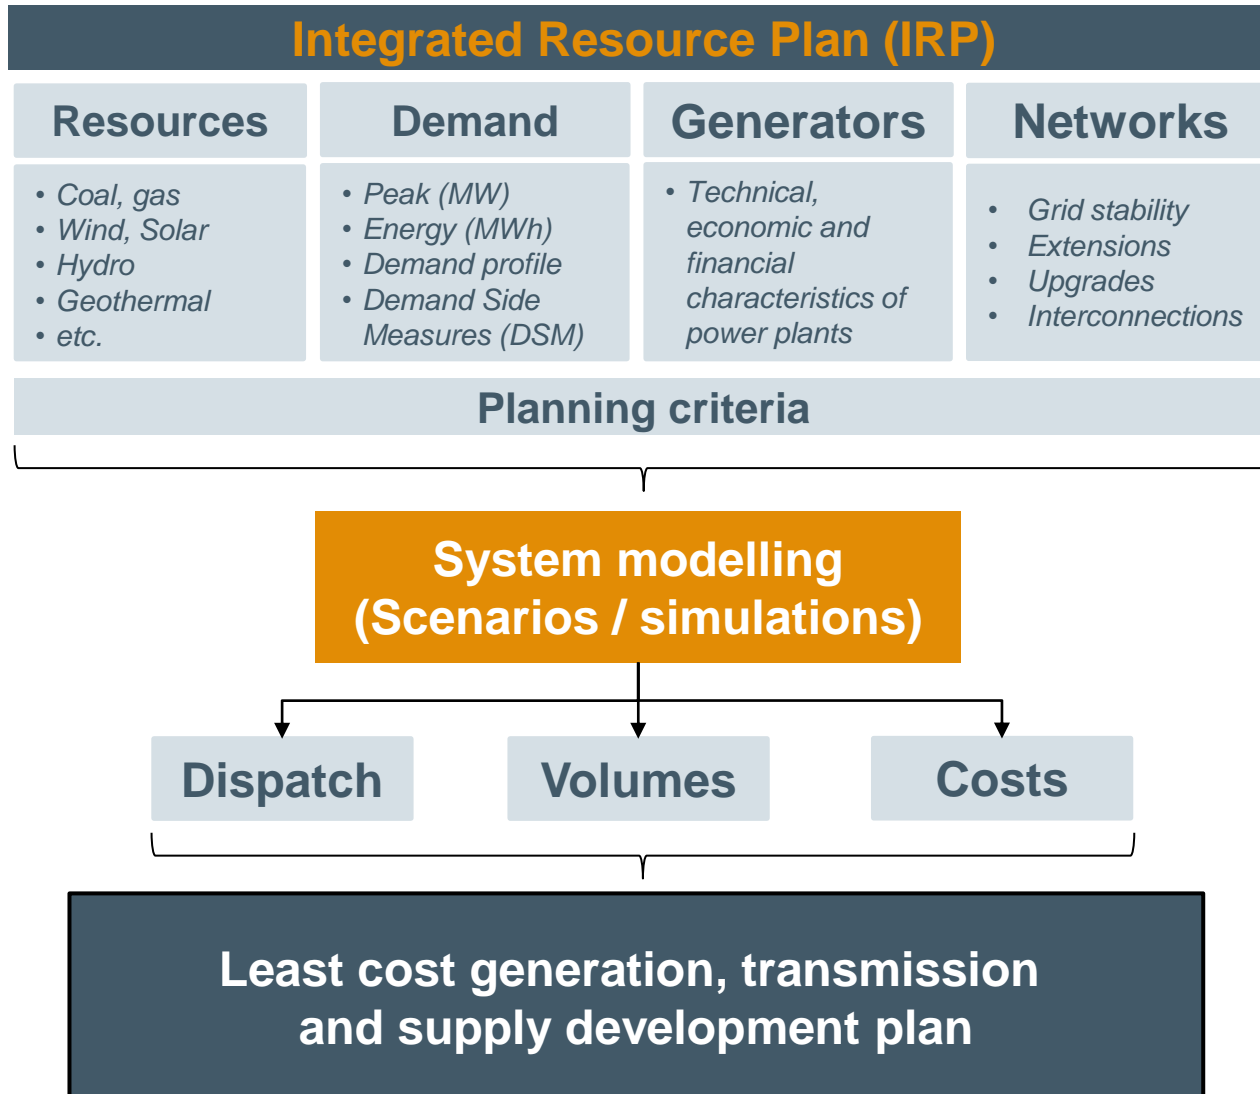 Integrated Resource Plan (IRP)
Resources
• Coal, gas
• Wind, Solar
• Hydro
• Geothermal
• etc.
Demand
• Peak (MW)
• Energy (MWh)
• Demand profile
• Demand Side
Measures (DSM)
Generators
• Technical,
economic and
financial
characteristics of
power plants
Networks
• Grid stability
• Extensions
• Upgrades
• Interconnections
Planning criteria
System modelling
(Scenarios / simulations)
Dispatch
Volumes
Costs
Least cost generation, transmission
and supply development plan